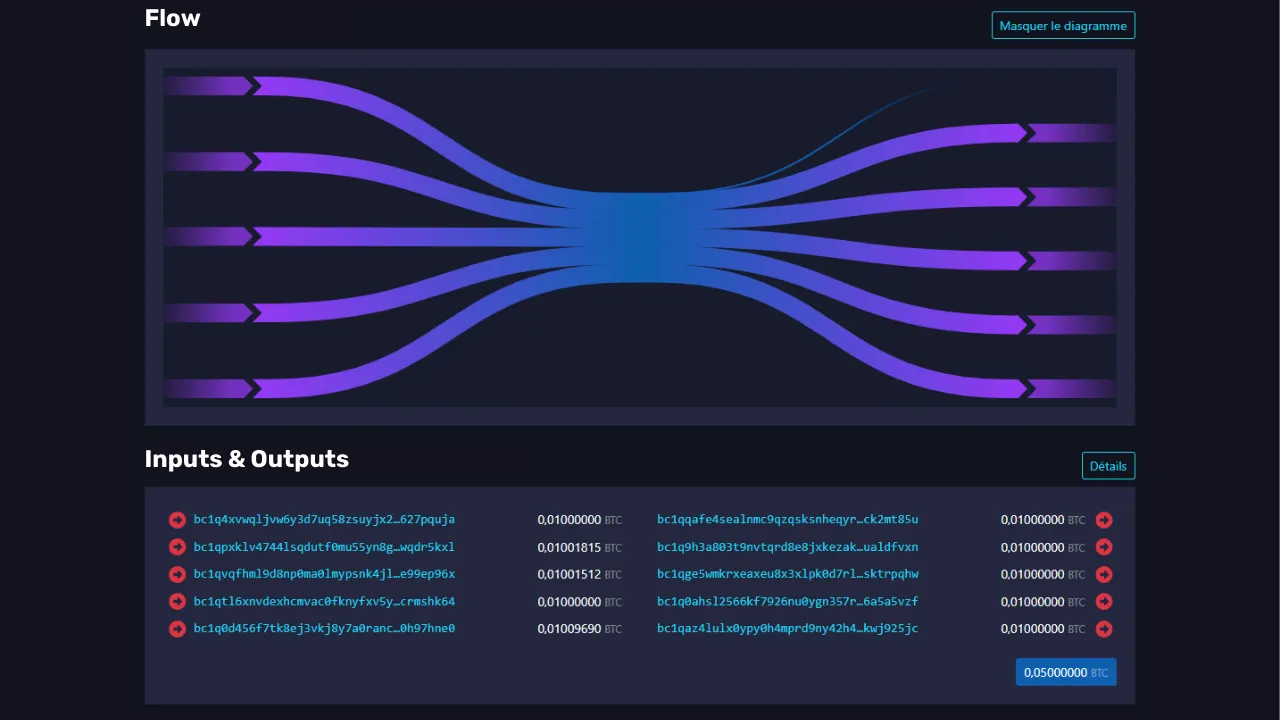 Flow
Masquer le diagramme
Inputs & Outputs
Détails
bc1q4xvwqljvw6y3d7uq58zsuyjx2…627pquja 0,01000000 BTC bc1qqafe4sealnmc9qzqsksnheqyr…ck2mt85u 0,01000000 BTC
bc1qpxklv4744lsqdutf0mu55yn8g…wqdr5kxl 0,01001815 BTC bc1q9h3a803t9nvtqrd8e8jxkezak…ualdfvxn 0,01000000 BTC
bc1qvqfhml9d8np0ma0lmypsnk4jl…e99ep96x 0,01001512 BTC bc1qge5wmkrxeaxeu8x3xlpk0d7rl…sktrpqhw 0,01000000 BTC
bc1qtl6xnvdexhcmvac0fknyfxv5y…crmshk64 0,01000000 BTC bc1q0ahsl2566kf7926nu0ygn357r…6a5a5vzf 0,01000000 BTC
bc1q0d456f7tk8ej3vkj8y7a0ranc…0h97hne0 0,01009690 BTC bc1qaz4lulx0ypy0h4mprd9ny42h4…kwj925jc 0,01000000 BTC
0,05000000 BTC